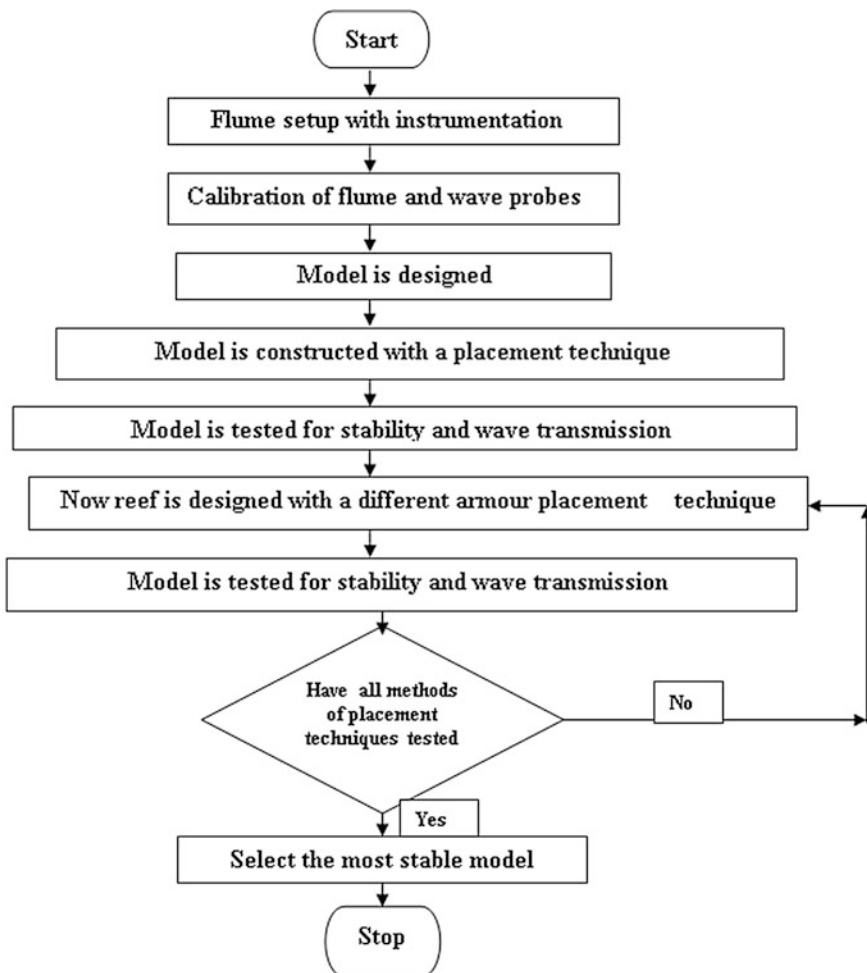 Start
Flume setup with instrumentation
Calibration of flume and wave probes
Model is designed
Model is constructed with a placement technique
Model is tested for stability and wave transmission
Now reef is designed with a different armour placement technique
Model is tested for stability and wave transmission
Have all methods
of placement
techniques tested
No
Yes
Select the most stable model
Stop